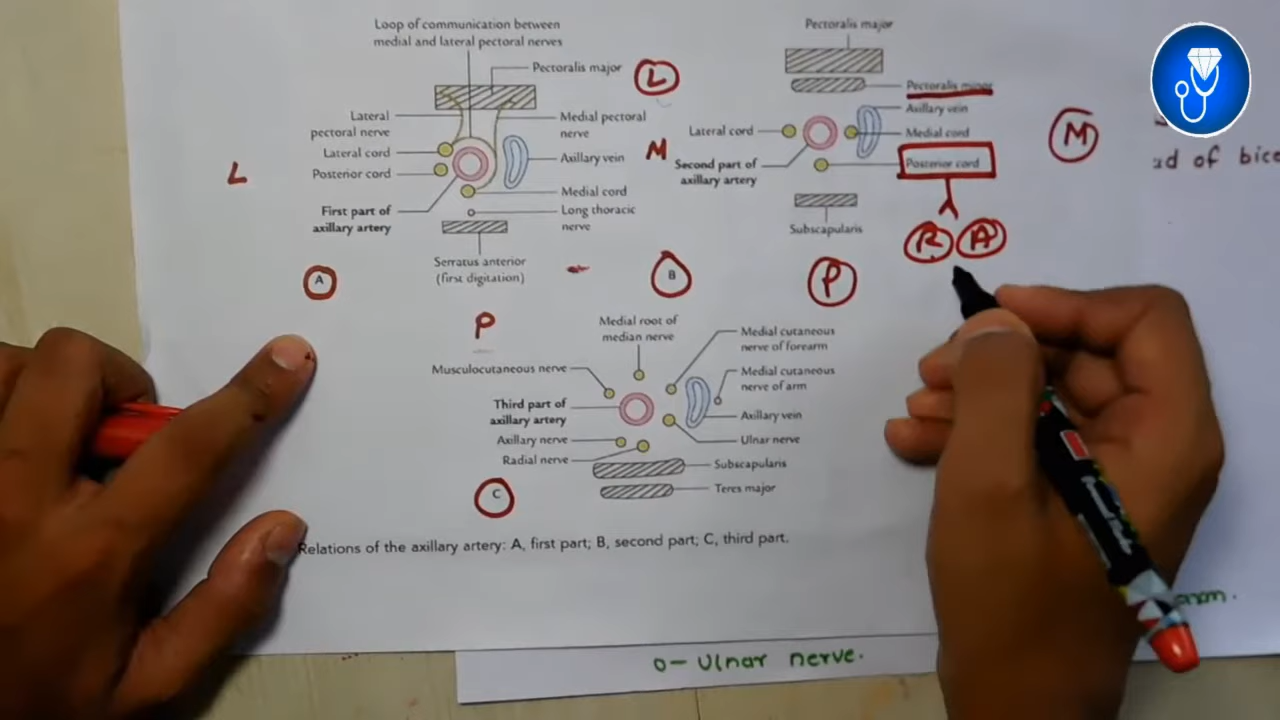 Loop of communication between
medial and lateral pectoral nerves
Pectoralis major
L
Lateral
pectoral nerve
Medial pectoral
nerve
Lateral cord
Posterior cord
Axillary vein
M
L
Medial cord
First part of
axillary artery
Long thoracic
nerve
Serratus anterior
(first digitation)
A
P
Pectoralis major
Pectoralis minor
Axillary vein
Lateral cord
Medial cord
Second part of
axillary artery
Posterior cord
M
Subscapularis
R A
B
P
Medial root of
median nerve
Medial cutaneous
nerve of forearm
Musculocutaneous nerve
Medial cutaneous
nerve of arm
Third part of
axillary artery
Axillary vein
Axillary nerve
Ulnar nerve
Radial nerve
Subscapularis
Teres major
C
Relations of the axillary artery: A, first part; B, second part; C, third part.
of
arm.
0- Ulnar nerve.